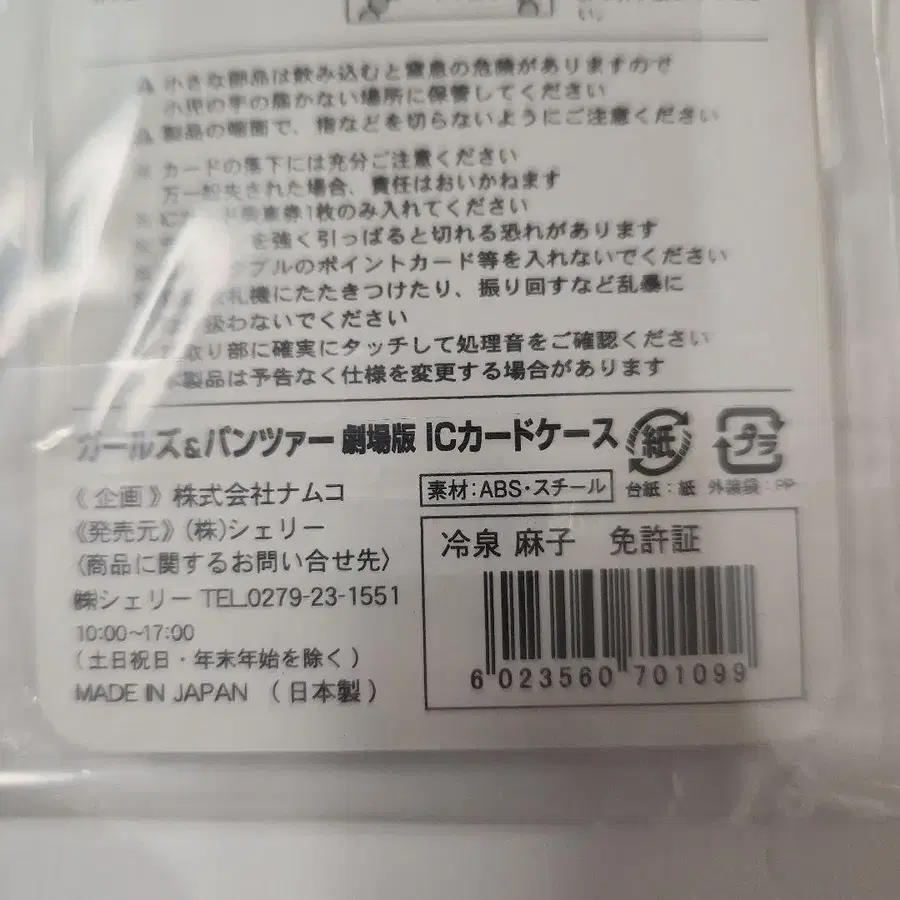 い。
小さな部品は飲み込むと窒息の危険がありますので
小児の手の届かない場所に保管してください
製品の端面で、指などを切らないようにご注意ください
※ カードの落下には充分ご注意ください
万一紛失された場合、責任はおいかねます
※ ICカード乗車券1枚のみ入れてください
を強く引っぱると切れる恐れがあります
ブルのポイントカード等を入れないでください
札機にたたきつけたり、振り回すなど乱暴に
扱わないでください
取り部に確実にタッチして処理音をご確認ください
本製品は予告なく仕様を変更する場合があります
ガールズ&パンツァー 劇場版 ICカードケース
紙
プラ
《企画》株式会社ナムコ
素材:ABS・スチール
台紙:紙 外装袋:PP
《発売元》(株)シェリー
〈商品に関するお問い合せ先〉
㈱シェリー TEL.0279-23-1551
10:00~17:00
(土日祝日・年末年始を除く)
MADE IN JAPAN (日本製)
冷泉 麻子 免許証
6 023560 701099